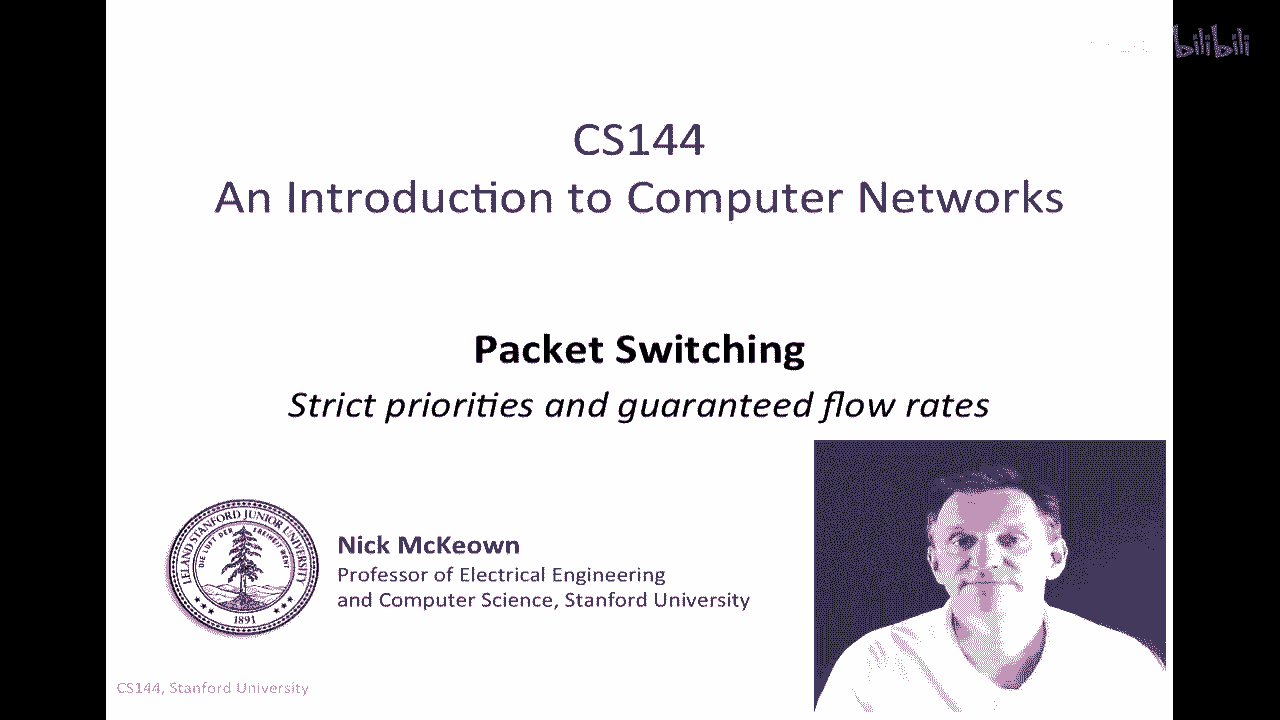 bilibili
CS144
An Introduction to Computer Networks
Packet Switching
Strict priorities and guaranteed flow rates
LELAND STANFORD JUNIOR UNIVERSITY
DIE LUFT DER FREIHEIT WEHT
1891
Nick McKeown
Professor of Electrical Engineering
and Computer Science, Stanford University
CS144, Stanford University